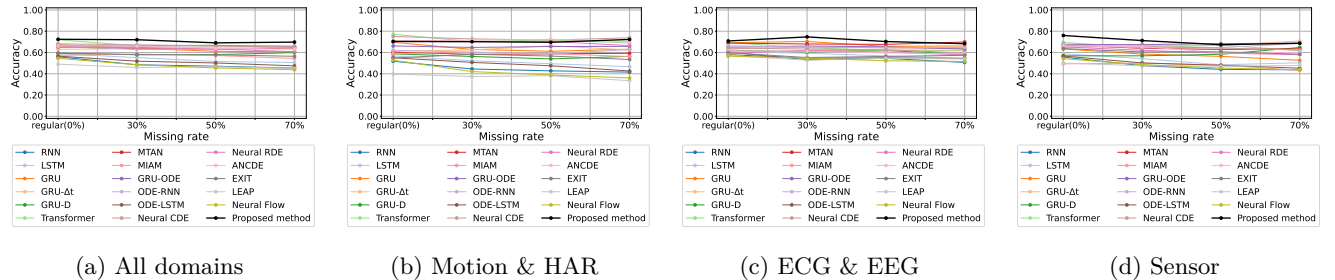 1.00
0.80
0.60
0.40
0.20
0.00
Accuracy
regular(0%) 30% 50% 70%
Missing rate
RNN MTAN Neural RDE
LSTM MIAM ANCDE
GRU GRU-ODE EXIT
GRU-Δt ODE-RNN LEAP
GRU-D ODE-LSTM Neural Flow
Transformer Neural CDE Proposed method
(a) All domains
1.00
0.80
0.60
0.40
0.20
0.00
Accuracy
regular(0%) 30% 50% 70%
Missing rate
RNN MTAN Neural RDE
LSTM MIAM ANCDE
GRU GRU-ODE EXIT
GRU-Δt ODE-RNN LEAP
GRU-D ODE-LSTM Neural Flow
Transformer Neural CDE Proposed method
(b) Motion & HAR
1.00
0.80
0.60
0.40
0.20
0.00
Accuracy
regular(0%) 30% 50% 70%
Missing rate
RNN MTAN Neural RDE
LSTM MIAM ANCDE
GRU GRU-ODE EXIT
GRU-Δt ODE-RNN LEAP
GRU-D ODE-LSTM Neural Flow
Transformer Neural CDE Proposed method
(c) ECG & EEG
1.00
0.80
0.60
0.40
0.20
0.00
Accuracy
regular(0%) 30% 50% 70%
Missing rate
RNN MTAN Neural RDE
LSTM MIAM ANCDE
GRU GRU-ODE EXIT
GRU-Δt ODE-RNN LEAP
GRU-D ODE-LSTM Neural Flow
Transformer Neural CDE Proposed method
(d) Sensor